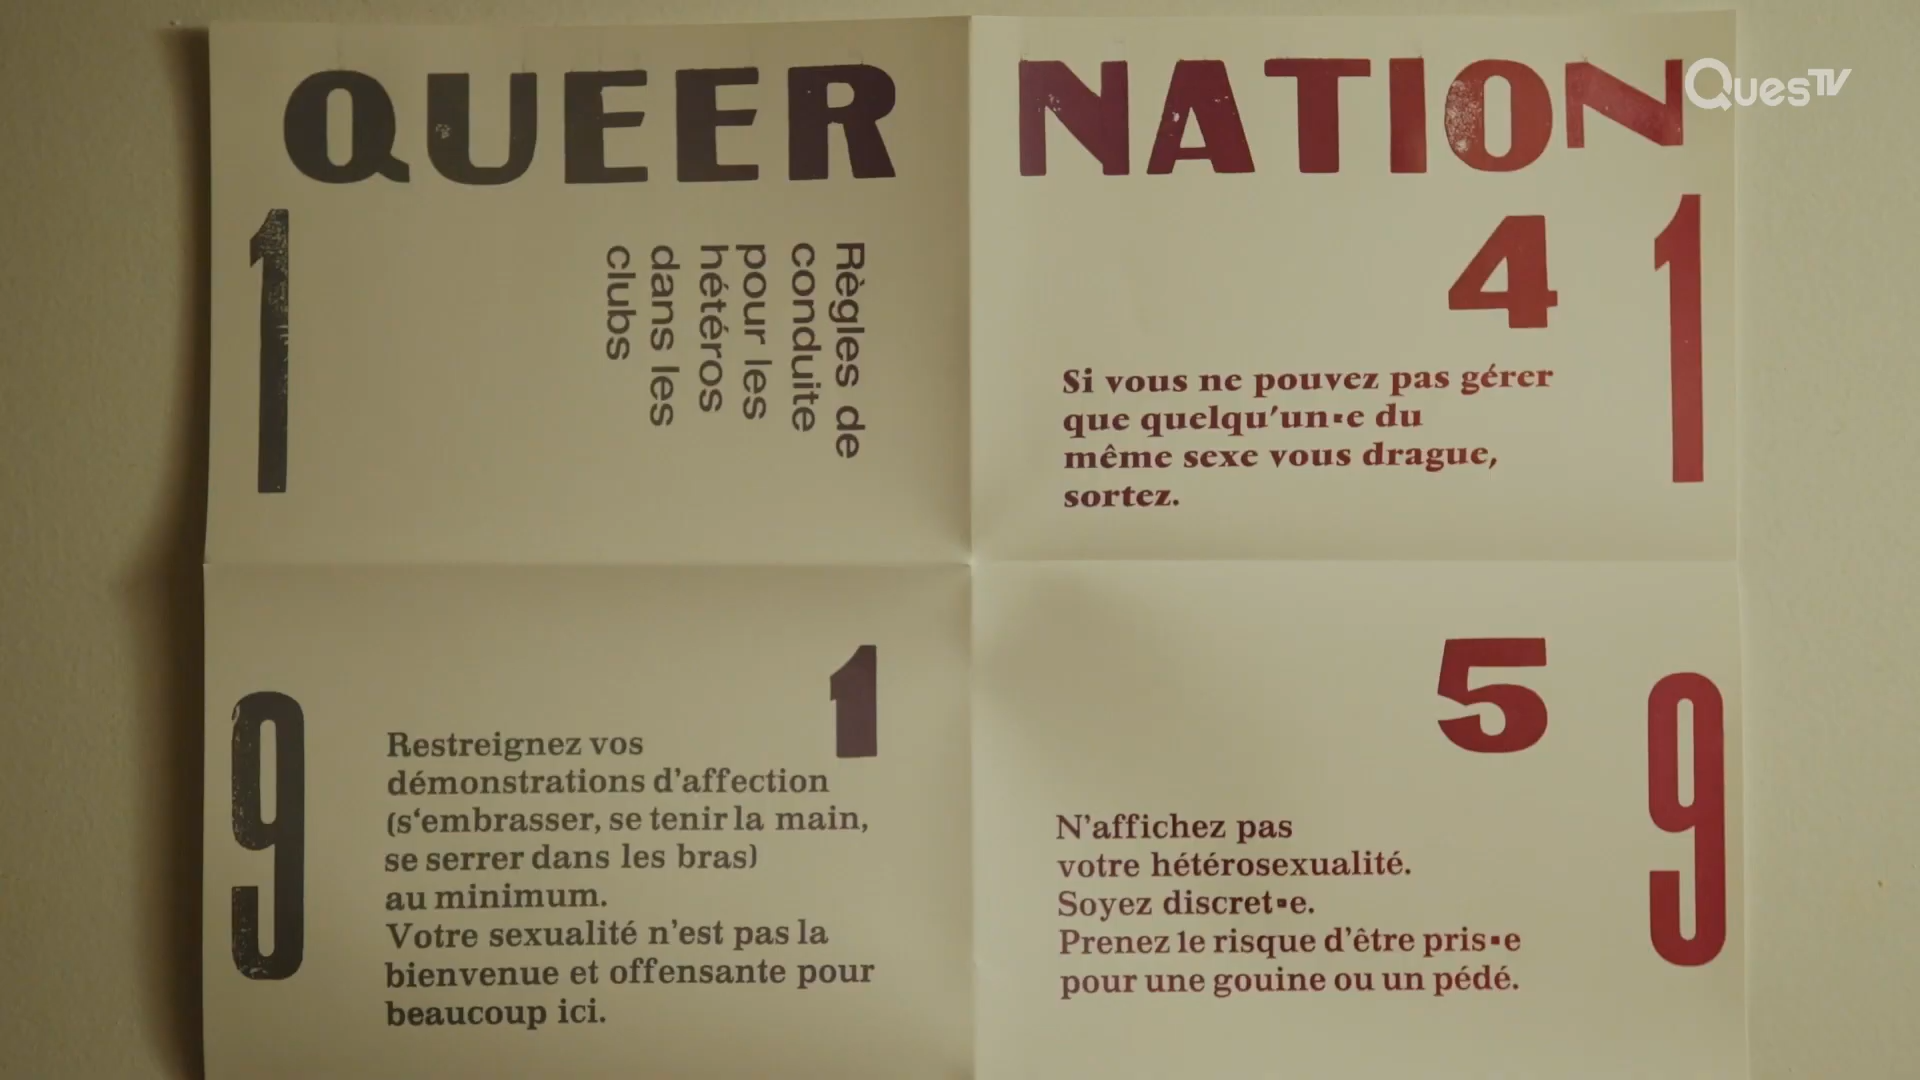 QUEER NATION
QuesTV
1
Règles de
conduite
pour les
hétéros
dans les
clubs
4
1
Si vous ne pouvez pas gérer
que quelqu'un·e du
même sexe vous drague,
sortez.
9
1
Restreignez vos
démonstrations d'affection
(s‘embrasser, se tenir la main,
se serrer dans les bras)
au minimum.
Votre sexualité n'est pas la
bienvenue et offensante pour
beaucoup ici.
5
9
N'affichez pas
votre hétérosexualité.
Soyez discret·e.
Prenez le risque d'être pris·e
pour une gouine ou un pédé.